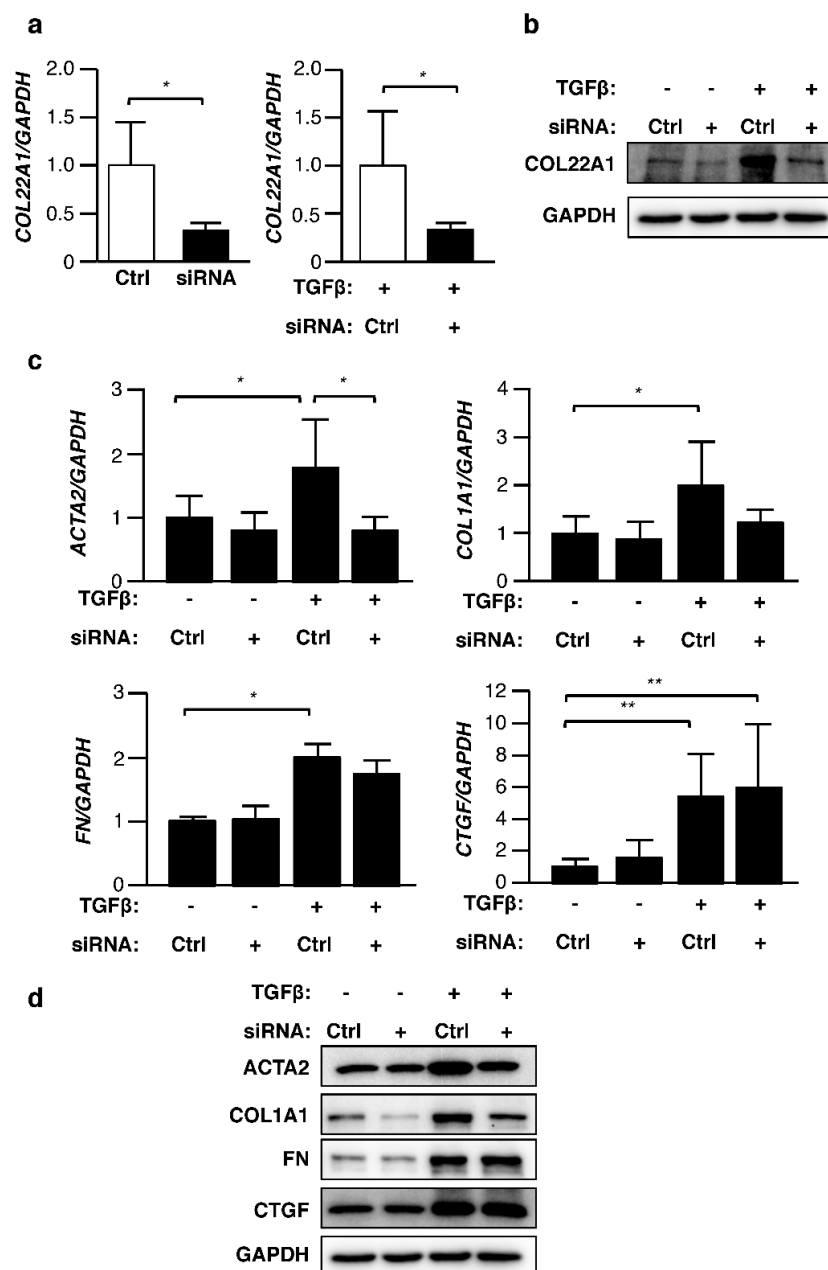 a
COL22A1/GAPDH
2.0
1.5
1.0
0.5
0
*
Ctrl siRNA
COL22A1/GAPDH
2.0
1.5
1.0
0.5
0
*
TGFβ: + +
siRNA: Ctrl +
b
TGFβ: - - + +
siRNA: Ctrl + Ctrl +
COL22A1
GAPDH
c
ACTA2/GAPDH
3
2
1
0
* *
TGFβ: - - + +
siRNA: Ctrl + Ctrl +
COL1A1/GAPDH
4
3
2
1
0
*
TGFβ: - - + +
siRNA: Ctrl + Ctrl +
FN/GAPDH
3
2
1
0
*
TGFβ: - - + +
siRNA: Ctrl + Ctrl +
CTGF/GAPDH
12
10
8
6
4
2
0
**
**
TGFβ: - - + +
siRNA: Ctrl + Ctrl +
d
TGFβ: - - + +
siRNA: Ctrl + Ctrl +
ACTA2
COL1A1
FN
CTGF
GAPDH